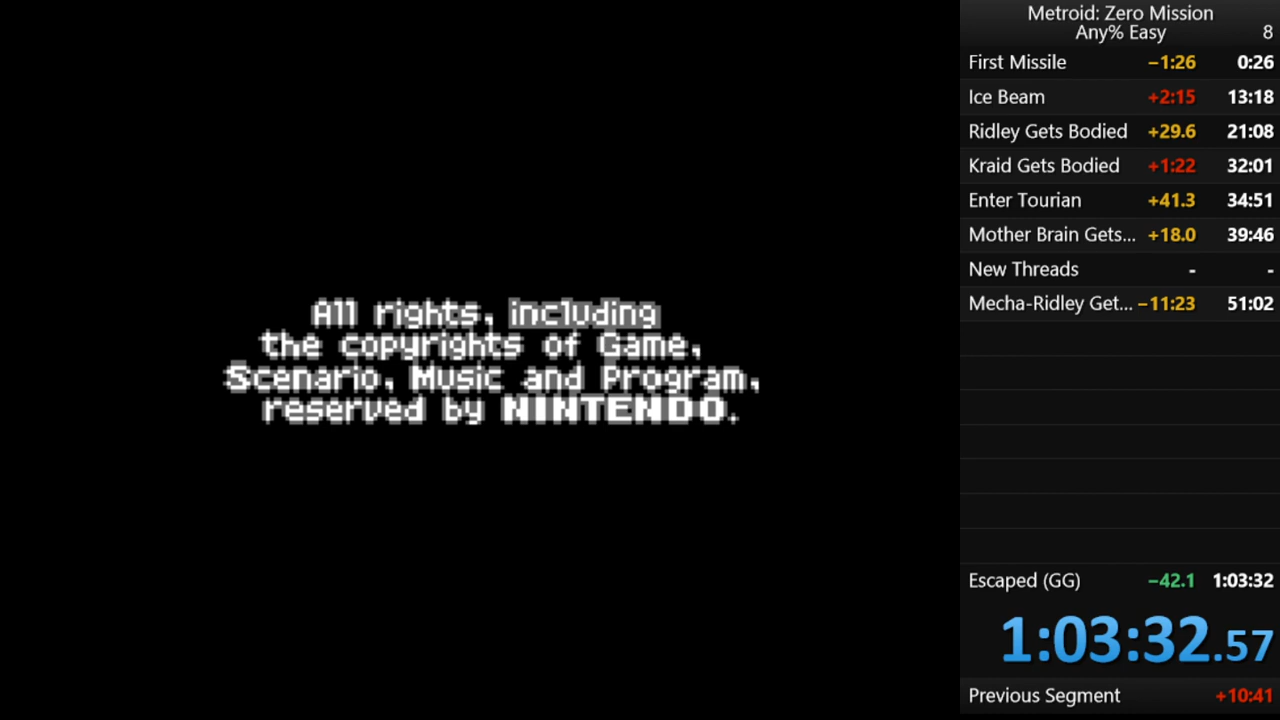 All rights, including
the copyrights of Game,
Scenario, Music and Program,
reserved by NINTENDO.
Metroid: Zero Mission
Any% Easy 8
First Missile −1:26 0:26
Ice Beam +2:15 13:18
Ridley Gets Bodied +29.6 21:08
Kraid Gets Bodied +1:22 32:01
Enter Tourian +41.3 34:51
Mother Brain Gets... +18.0 39:46
New Threads - -
Mecha-Ridley Get... −11:23 51:02
Escaped (GG) −42.1 1:03:32
1:03:32.57
Previous Segment +10:41